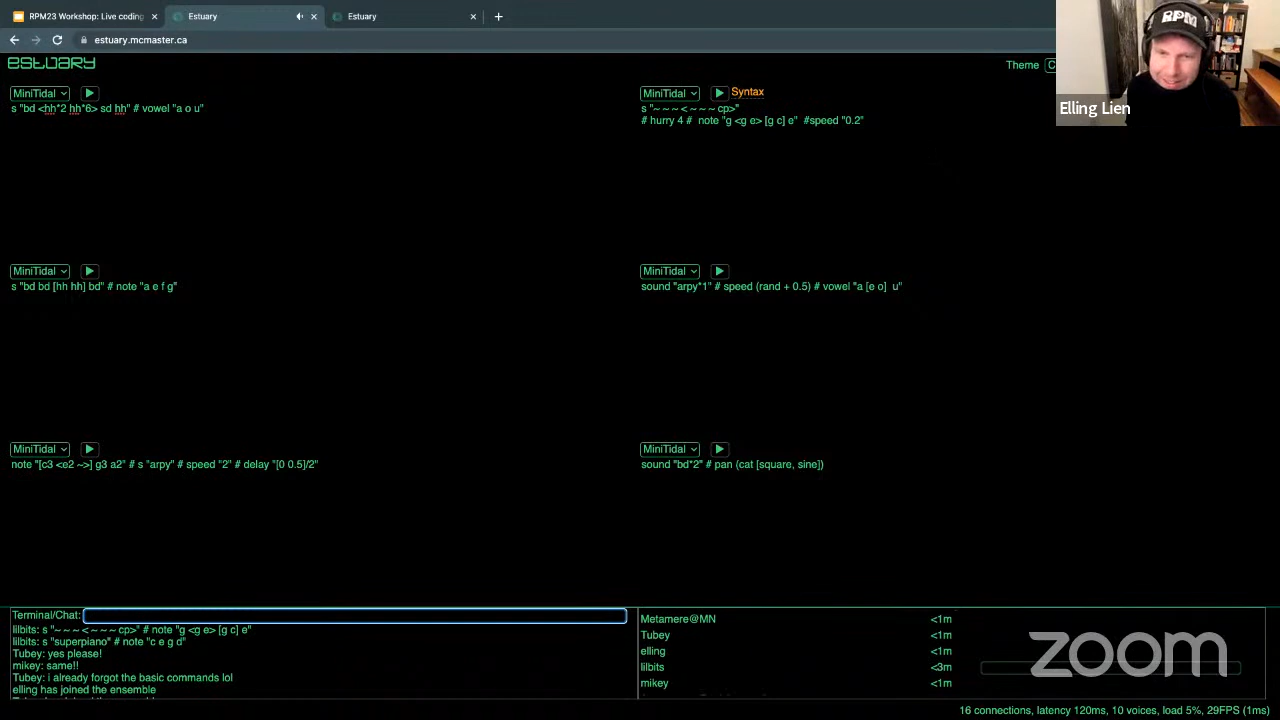 RPM23 Workshop: Live coding
Estuary
Estuary
estuary.mcmaster.ca
estuary
Theme
MiniTidal
s "bd <hh*2 hh*6> sd hh" # vowel "a o u"
MiniTidal
Syntax
s "~ ~ ~ < ~ ~ ~ cp>"
# hurry 4 # note "g <g e> [g c] e" #speed "0.2"
RPM
Elling Lien
MiniTidal
s "bd bd [hh hh] bd" # note "a e f g"
MiniTidal
sound "arpy*1" # speed (rand + 0.5) # vowel "a [e o] u"
MiniTidal
note "[c3 <e2 ~>] g3 a2" # s "arpy" # speed "2" # delay "[0 0.5]/2"
MiniTidal
sound "bd*2" # pan (cat [square, sine])
Terminal/Chat:
lilbits: s "~ ~ ~ < ~ ~ ~ cp>" # note "g <g e> [g c] e"
lilbits: s "superpiano" # note "c e g d"
Tubey: yes please!
mikey: same!!
Tubey: i already forgot the basic commands lol
elling has joined the ensemble
Metamere@MN <1m
Tubey <1m
elling <1m
lilbits <3m
mikey <1m
zoom
16 connections, latency 120ms, 10 voices, load 5%, 29FPS (1ms)